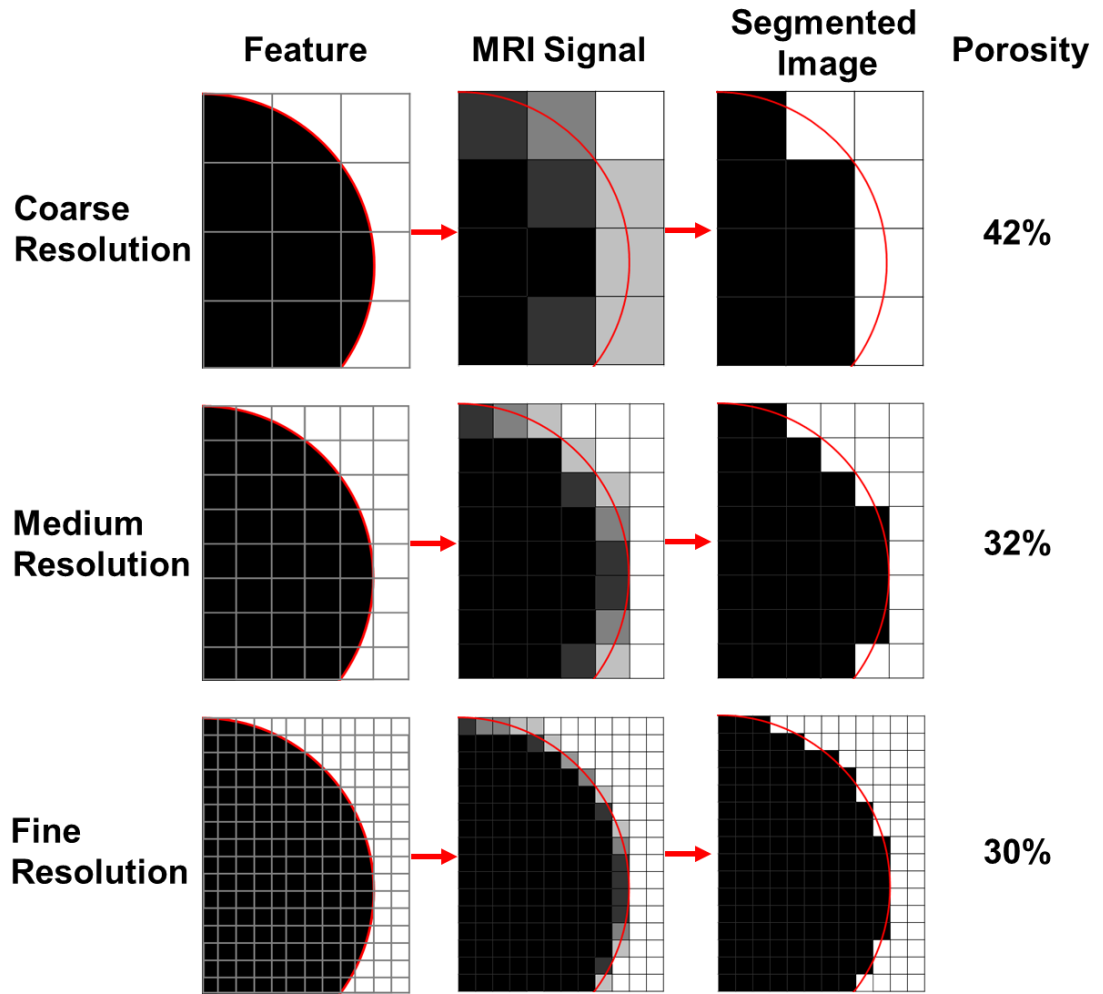 Feature
MRI Signal
Segmented
Image
Porosity
Coarse
Resolution
42%
Medium
Resolution
32%
Fine
Resolution
30%